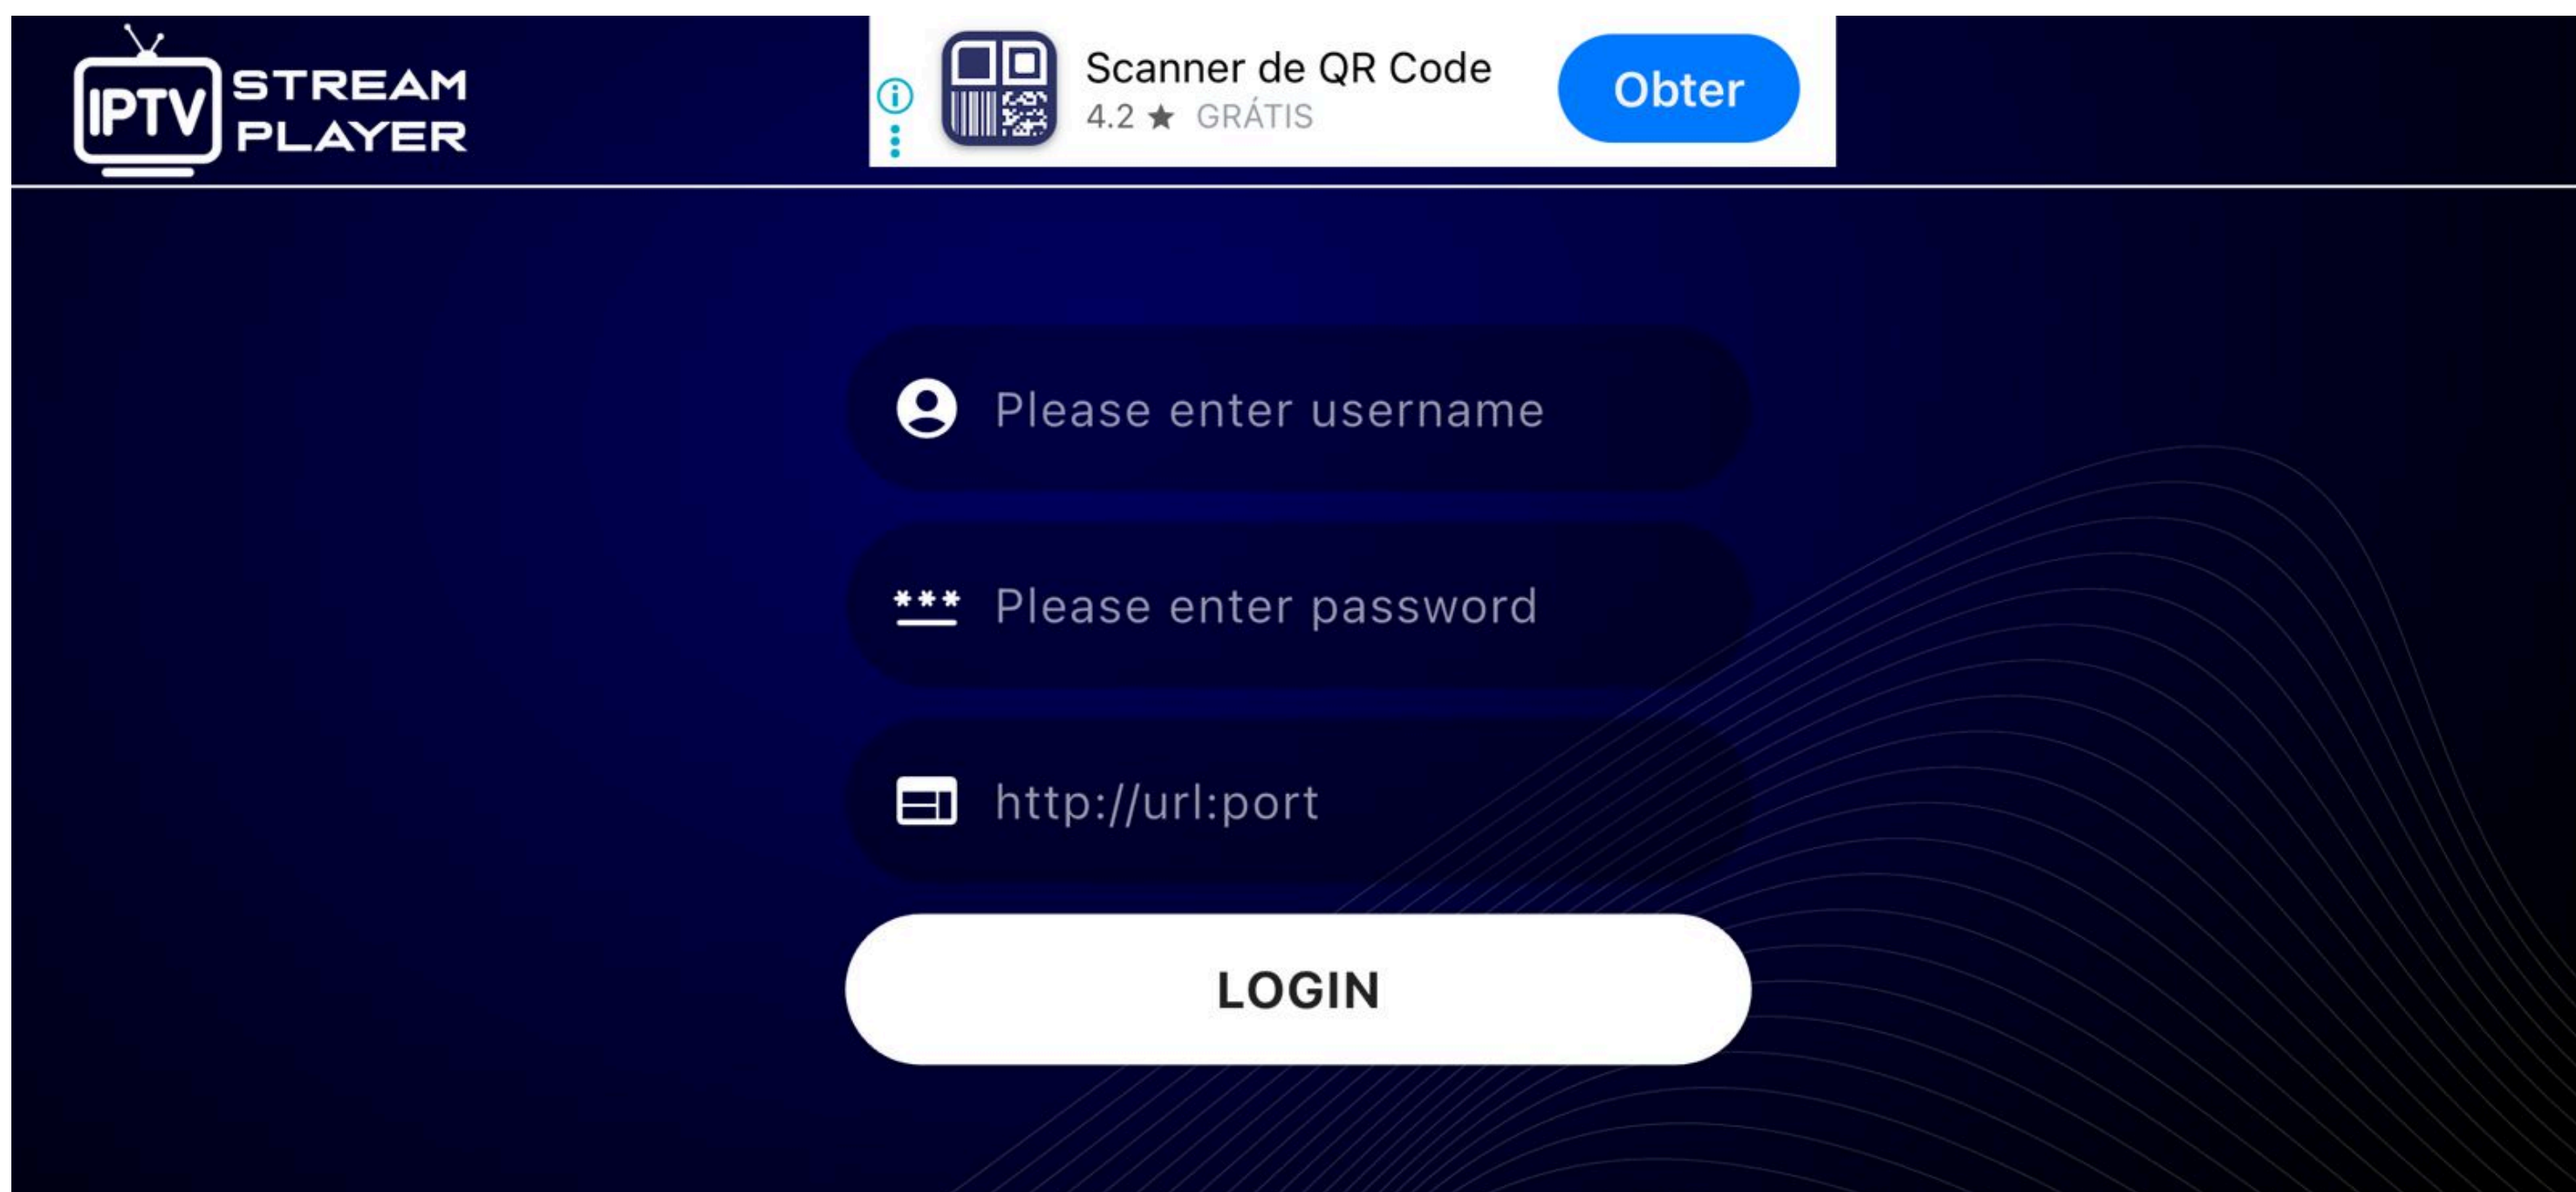 IPTV STREAM PLAYER
Scanner de QR Code
4.2 ★ GRÁTIS
Obter
Please enter username
*** Please enter password
http://url:port
LOGIN